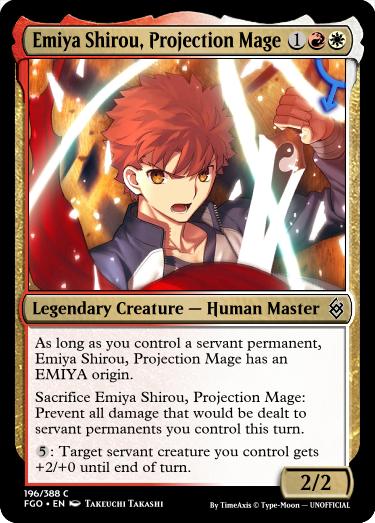 Emiya Shirou, Projection Mage 1
Legendary Creature — Human Master
As long as you control a servant permanent,
Emiya Shirou, Projection Mage has an
EMIYA origin.
Sacrifice Emiya Shirou, Projection Mage:
Prevent all damage that would be dealt to
servant permanents you control this turn.
5: Target servant creature you control gets
+2/+0 until end of turn.
2/2
196/388 C
FGO • EN TAKEUCHI TAKASHI
By TimeAxis © Type-Moon — UNOFFICIAL